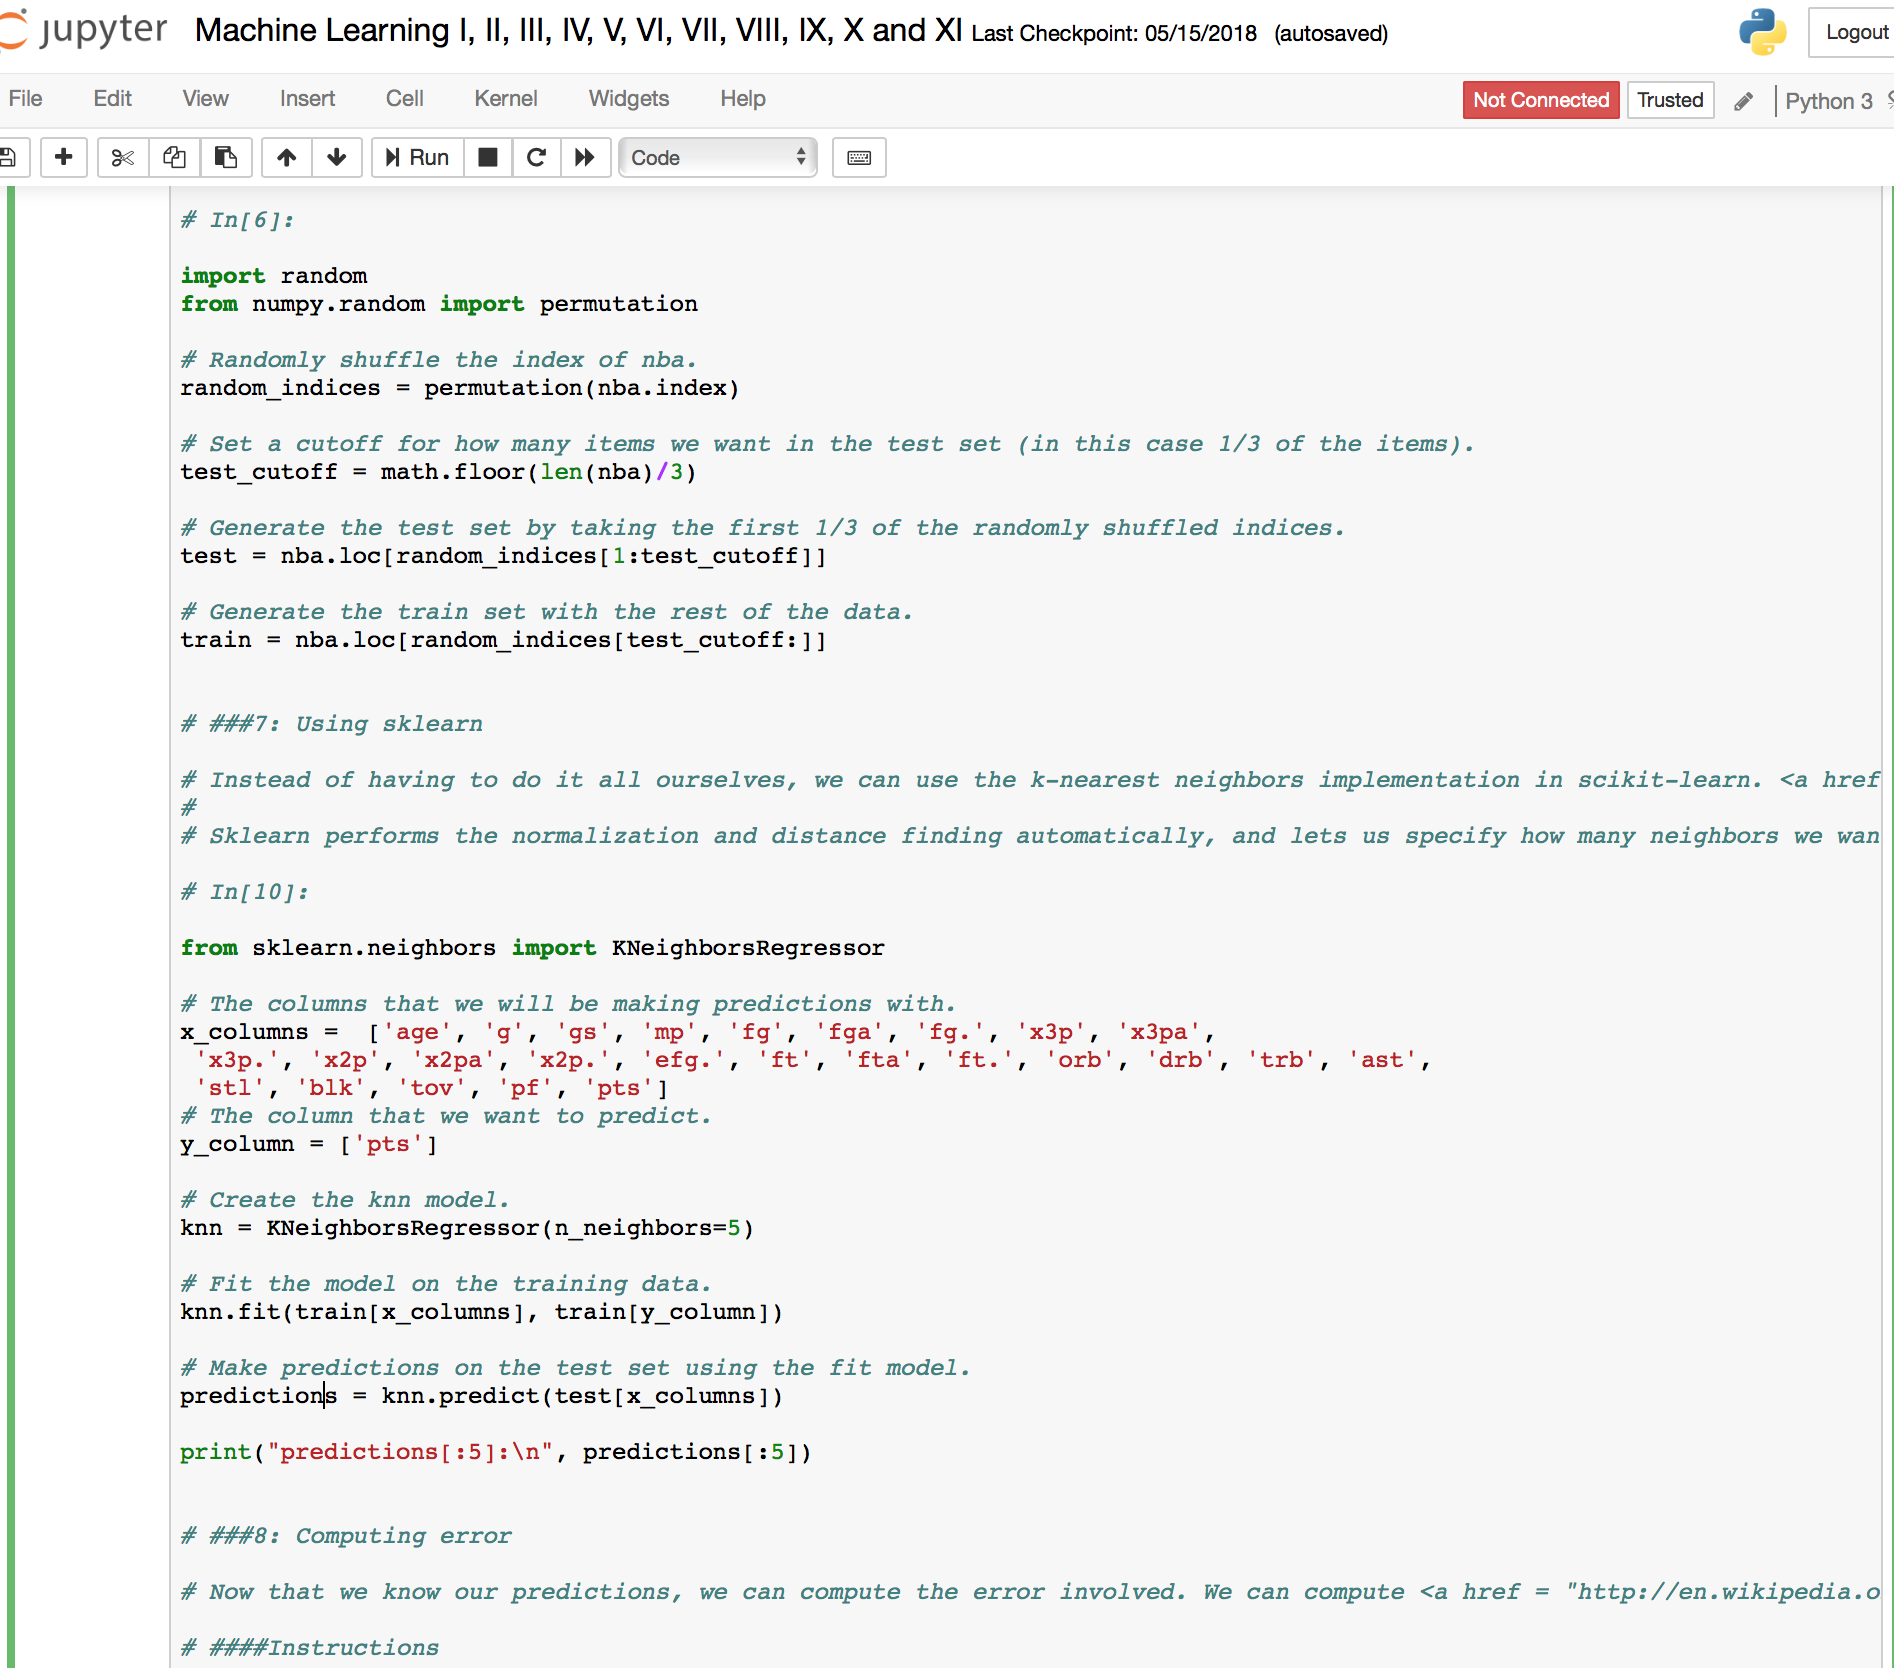 jupyter Machine Learning I, II, III, IV, V, VI, VII, VIII, IX, X and XI Last Checkpoint: 05/15/2018 (autosaved) Logout
File Edit View Insert Cell Kernel Widgets Help Not Connected Trusted Python 3
Run Code
# In[6]:
import random
from numpy.random import permutation
# Randomly shuffle the index of nba.
random_indices = permutation(nba.index)
# Set a cutoff for how many items we want in the test set (in this case 1/3 of the items).
test_cutoff = math.floor(len(nba)/3)
# Generate the test set by taking the first 1/3 of the randomly shuffled indices.
test = nba.loc[random_indices[1:test_cutoff]]
# Generate the train set with the rest of the data.
train = nba.loc[random_indices[test_cutoff:]]
# ###7: Using sklearn
# Instead of having to do it all ourselves, we can use the k-nearest neighbors implementation in scikit-learn. <a href
#
# Sklearn performs the normalization and distance finding automatically, and lets us specify how many neighbors we wan
# In[10]:
from sklearn.neighbors import KNeighborsRegressor
# The columns that we will be making predictions with.
x_columns =  ['age', 'g', 'gs', 'mp', 'fg', 'fga', 'fg.', 'x3p', 'x3pa',
 'x3p.', 'x2p', 'x2pa', 'x2p.', 'efg.', 'ft', 'fta', 'ft.', 'orb', 'drb', 'trb', 'ast',
 'stl', 'blk', 'tov', 'pf', 'pts']
# The column that we want to predict.
y_column = ['pts']
# Create the knn model.
knn = KNeighborsRegressor(n_neighbors=5)
# Fit the model on the training data.
knn.fit(train[x_columns], train[y_column])
# Make predictions on the test set using the fit model.
predictions = knn.predict(test[x_columns])
print("predictions[:5]:\n", predictions[:5])
# ###8: Computing error
# Now that we know our predictions, we can compute the error involved. We can compute <a href = "http://en.wikipedia.o
# ####Instructions